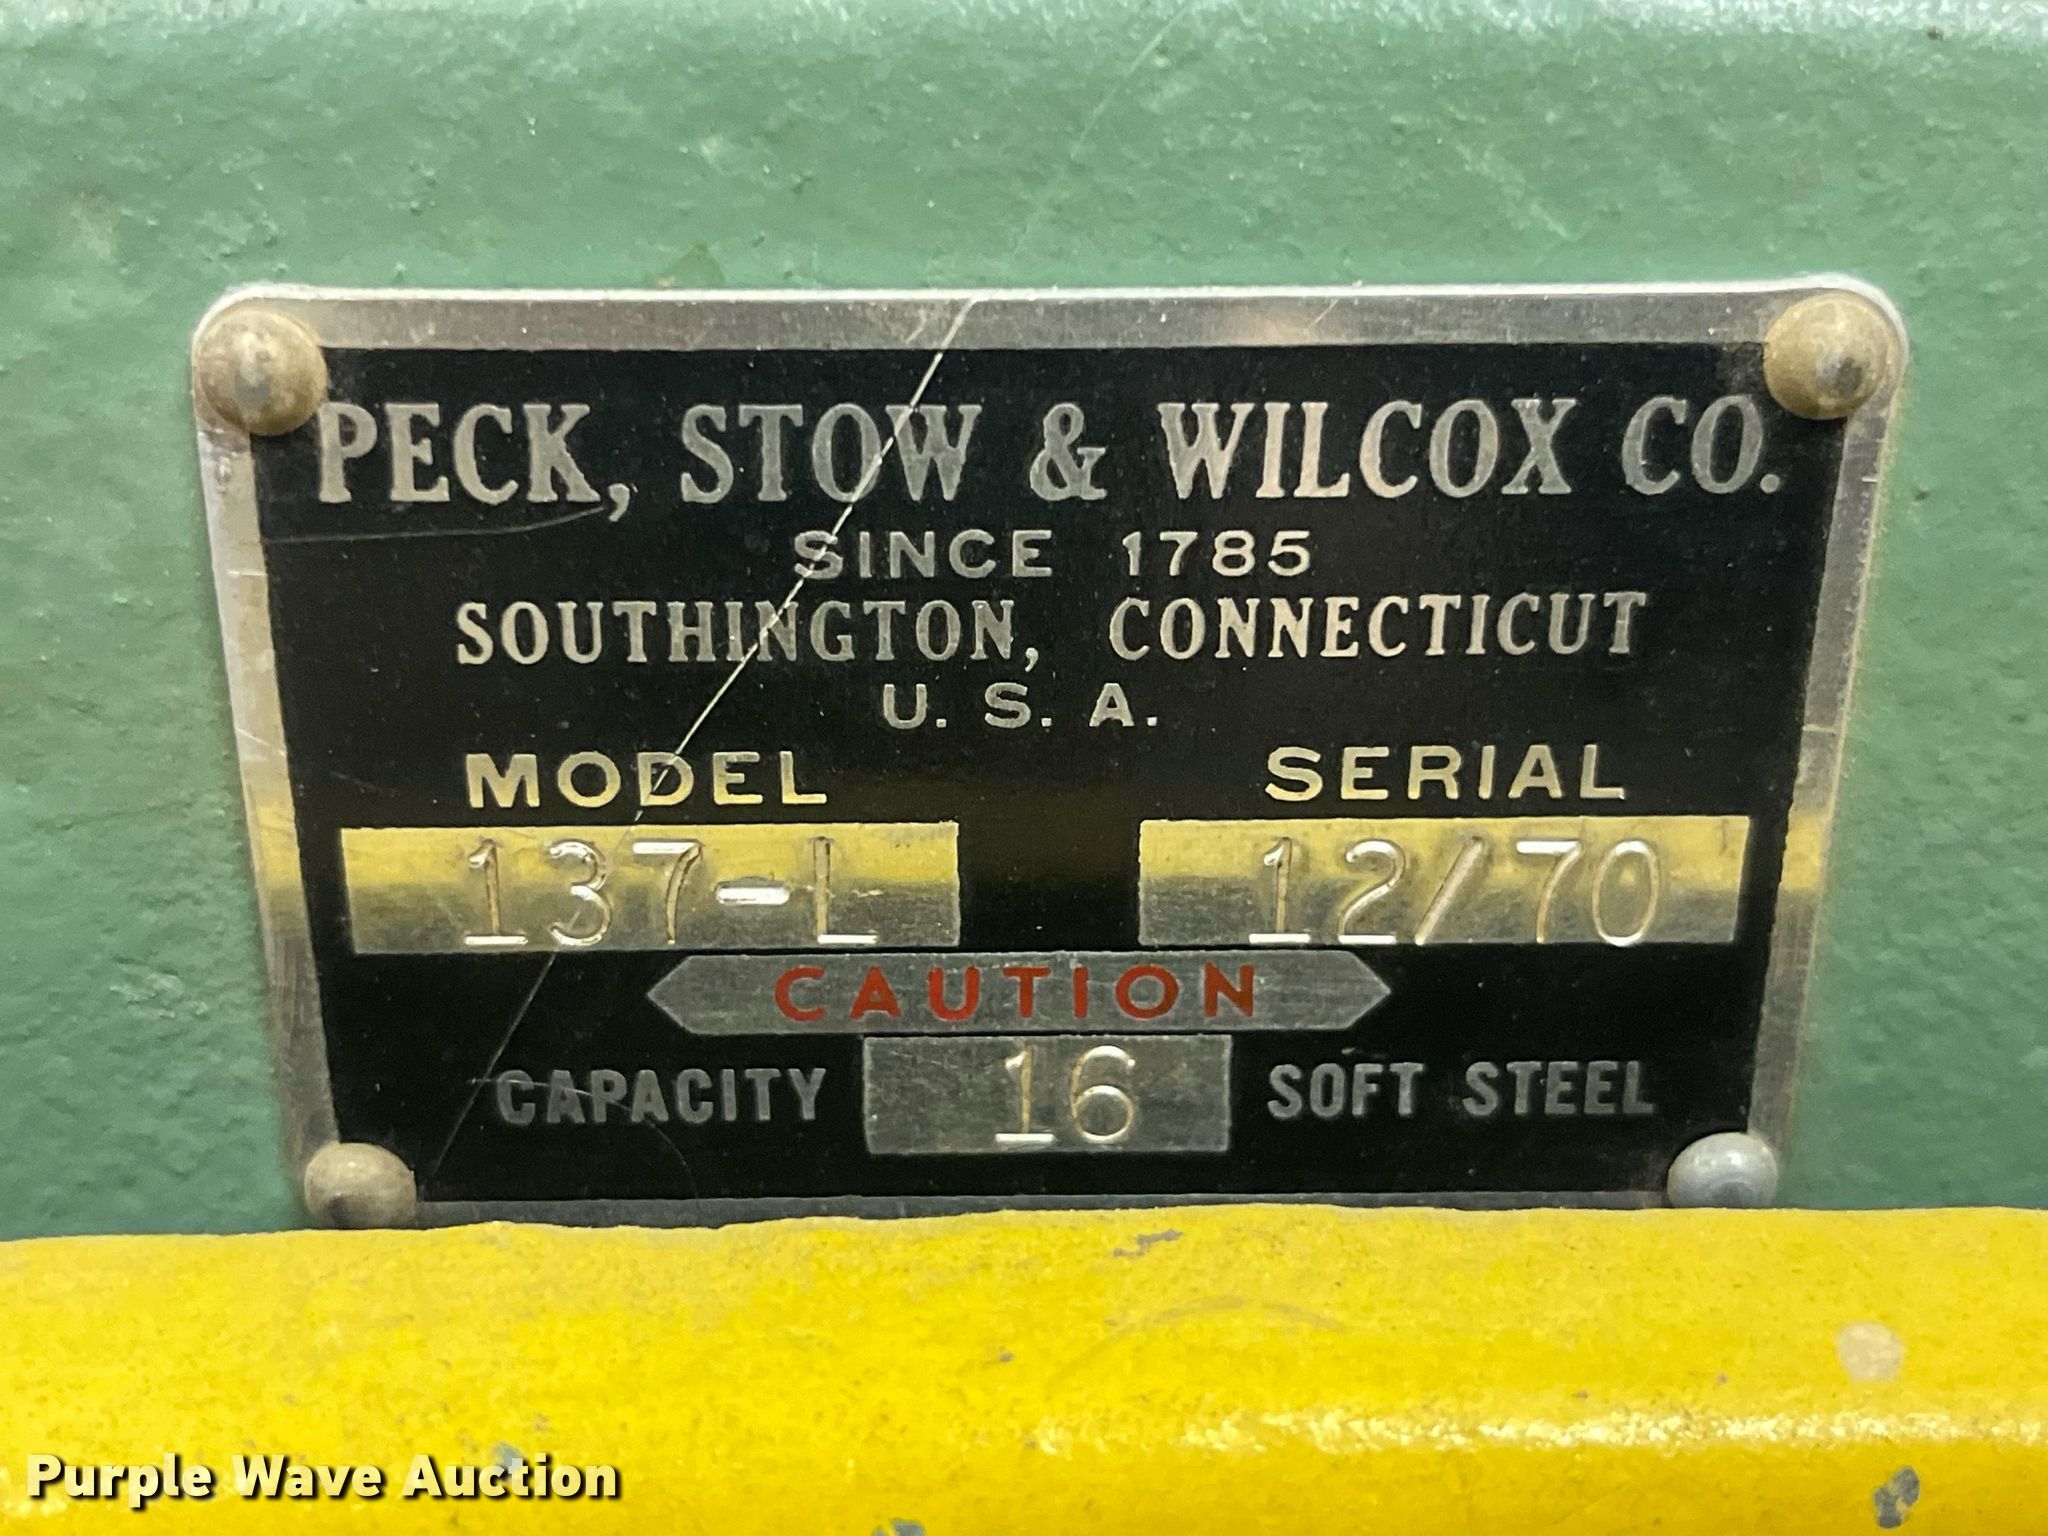 PECK, STOW & WILCOX CO.
SINCE 1785
SOUTHINGTON, CONNECTICUT
U. S. A.
MODEL SERIAL
137-L 12/70
CAUTION
CAPACITY 16 SOFT STEEL
Purple Wave Auction